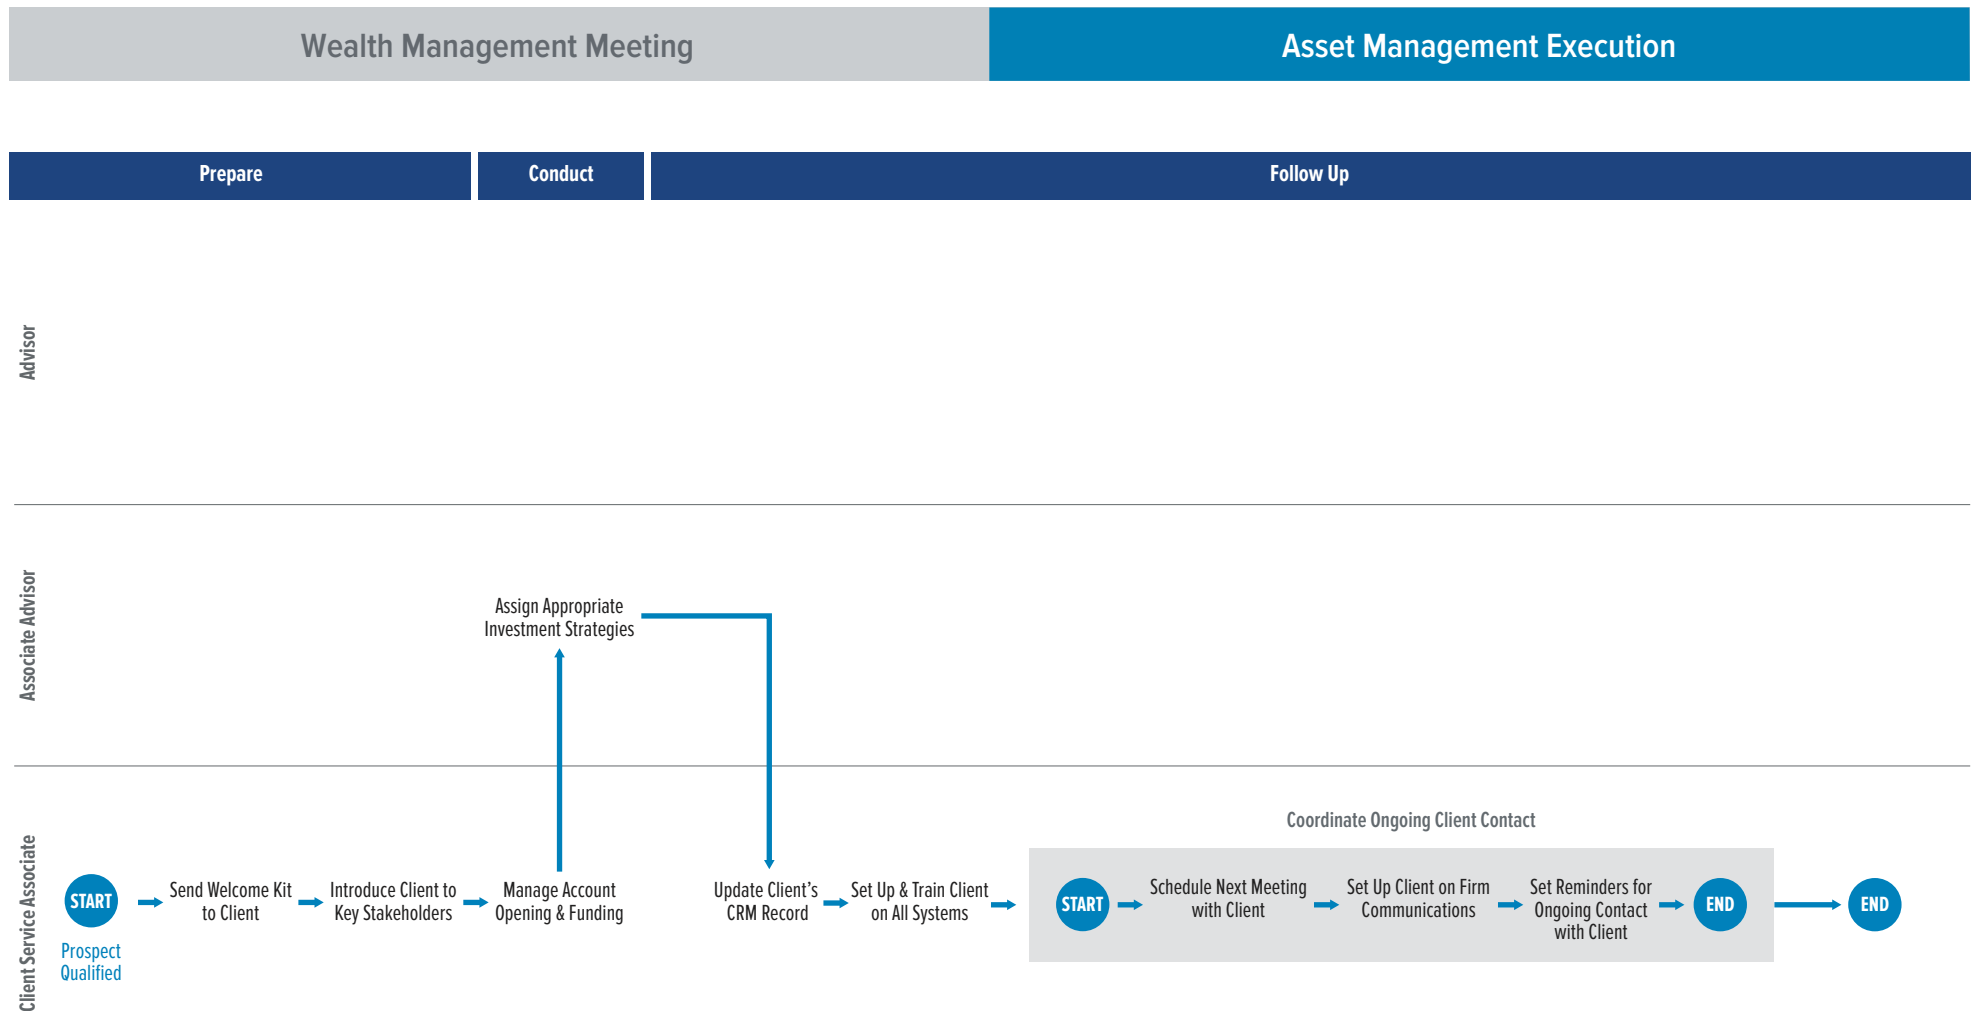 Wealth Management Meeting
Asset Management Execution
Prepare
Conduct
Follow Up
Advisor
Associate Advisor
Assign Appropriate
Investment Strategies
Client Service Associate
START
Prospect
Qualified
Send Welcome Kit
to Client
Introduce Client to
Key Stakeholders
Manage Account
Opening & Funding
Update Client's
CRM Record
Set Up & Train Client
on All Systems
Coordinate Ongoing Client Contact
START
Schedule Next Meeting
with Client
Set Up Client on Firm
Communications
Set Reminders for
Ongoing Contact
with Client
END
END